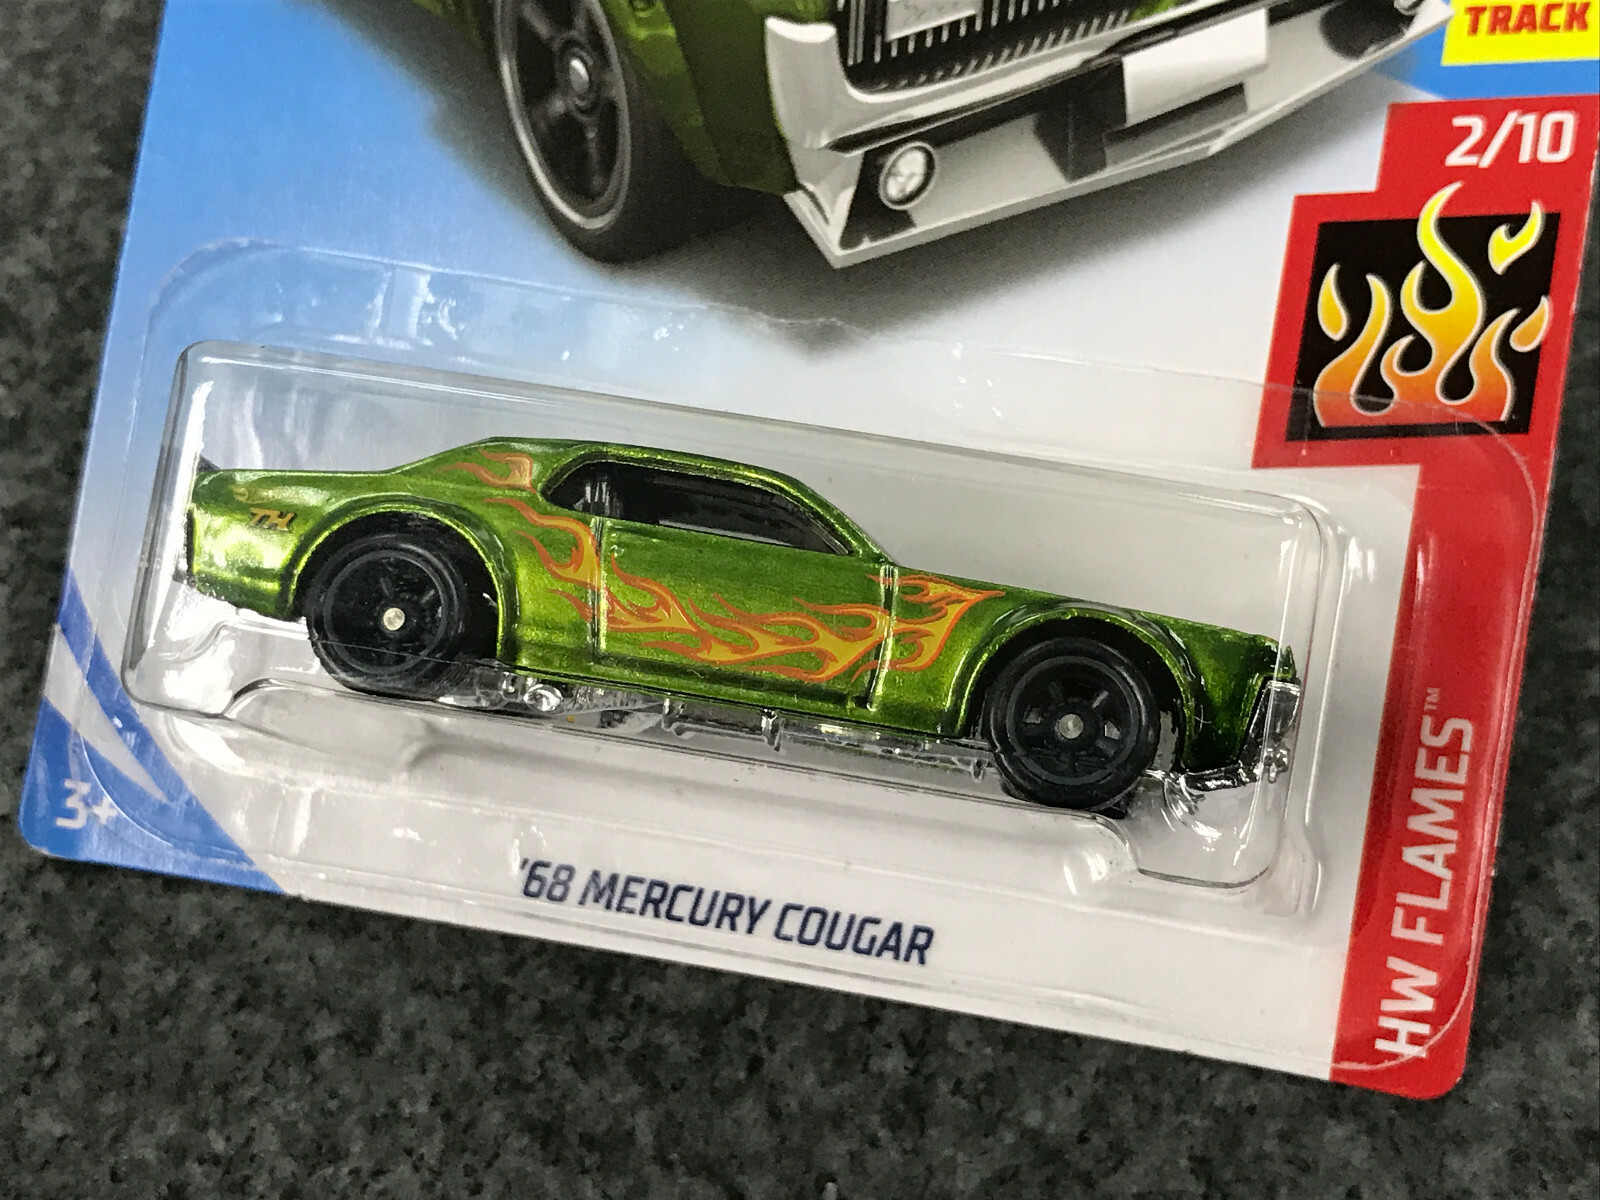 TRACK
2/10
TH
3+
'68 MERCURY COUGAR
HW FLAMES™